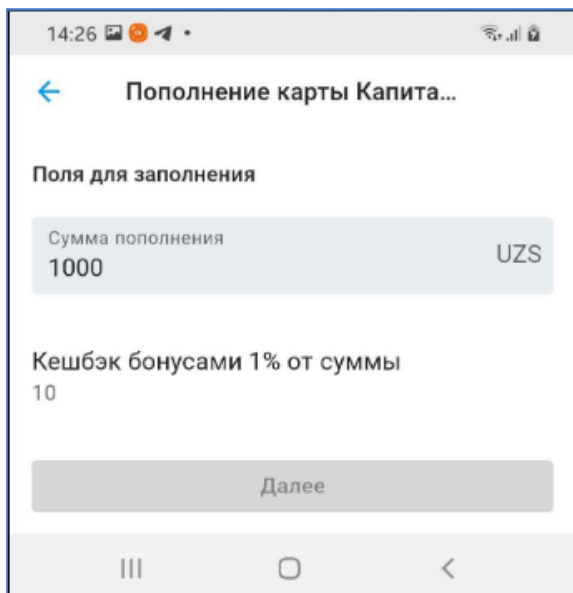 14:26
Пополнение карты Капита...
Поля для заполнения
Сумма пополнения
1000
UZS
Кешбэк бонусами 1% от суммы
10
Далее